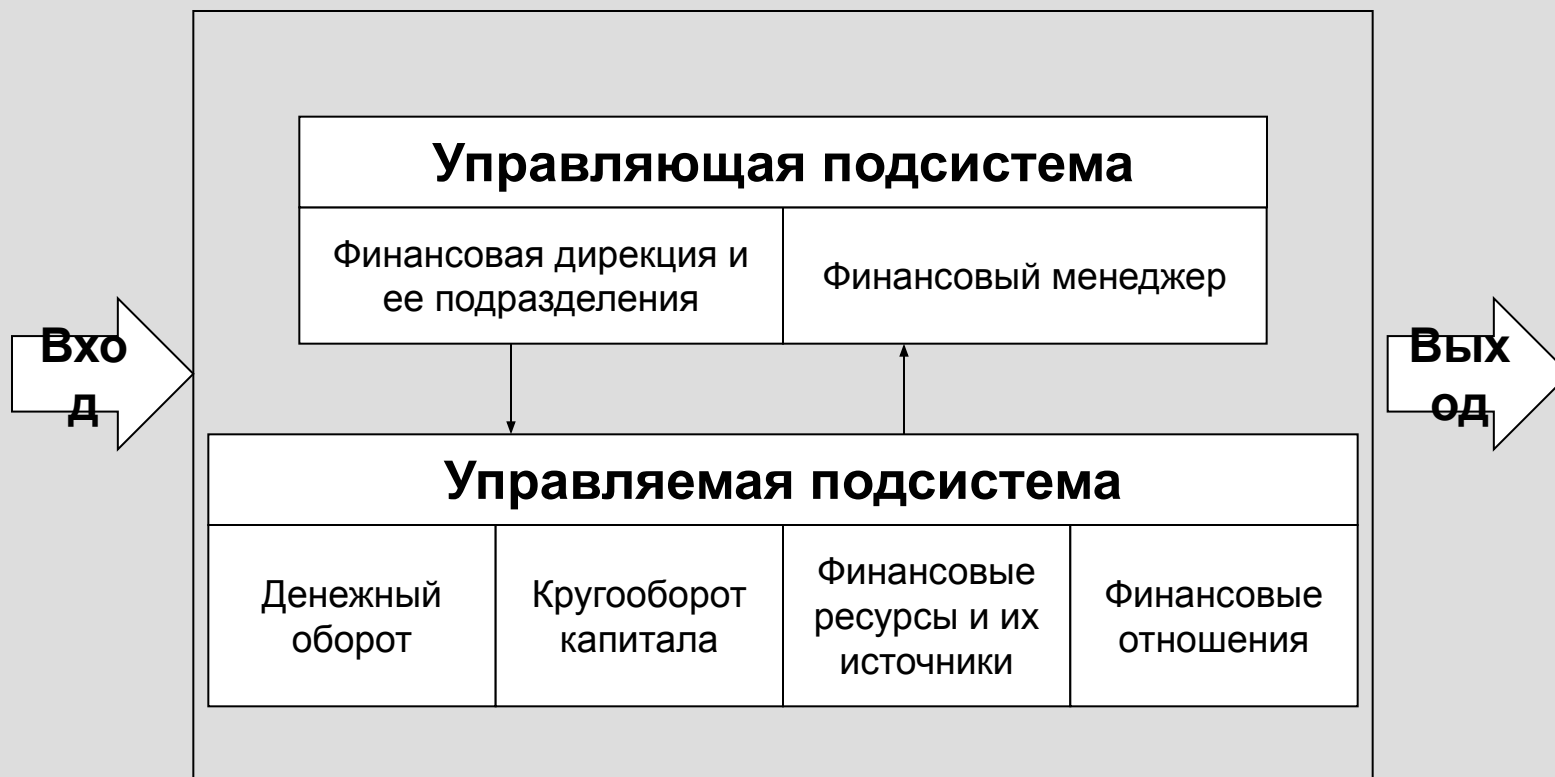 Управляющая подсистема
Финансовая дирекция и
ее подразделения
Финансовый менеджер
Вхо
д
Вых
од
Управляемая подсистема
Денежный
оборот
Кругооборот
капитала
Финансовые
ресурсы и их
источники
Финансовые
отношения